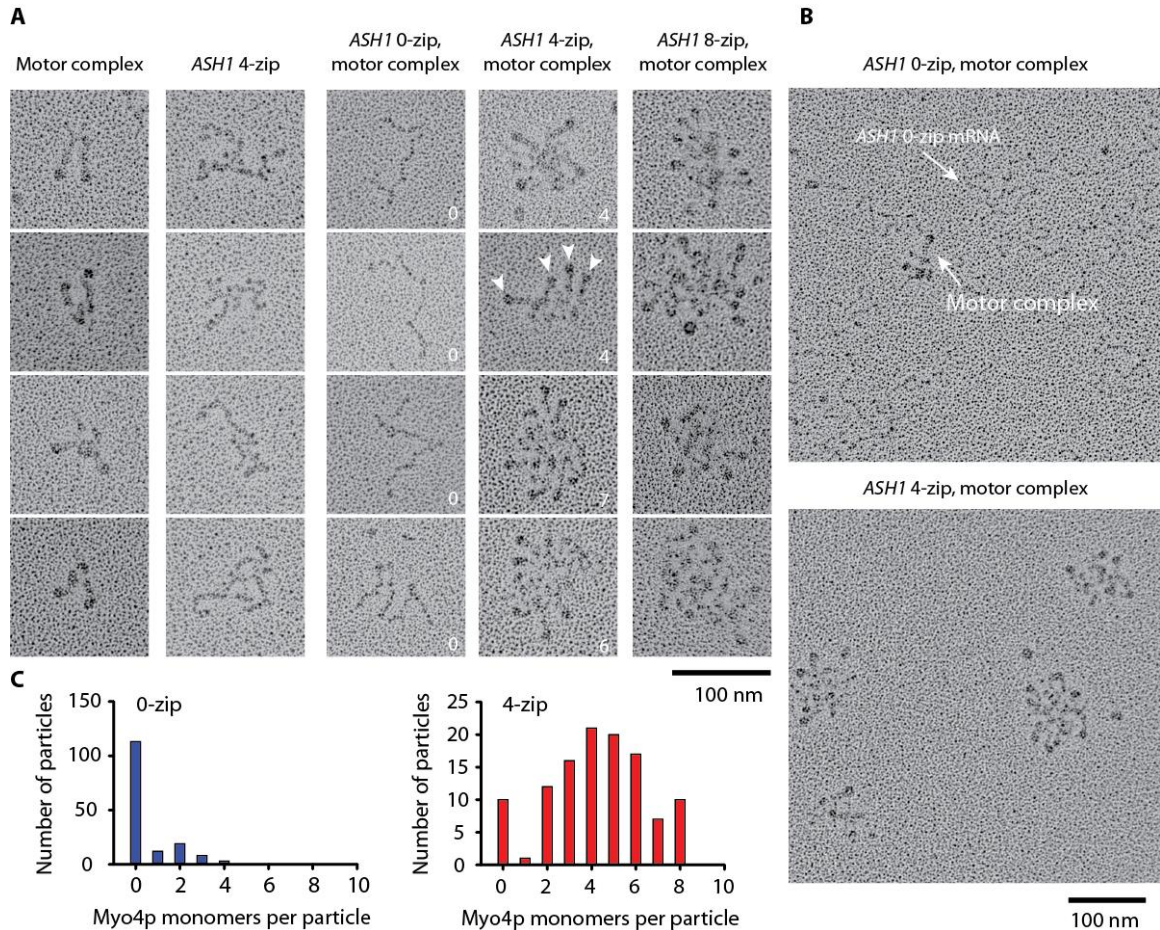 A
Motor complex
ASH1 4-zip
ASH1 0-zip,
motor complex
ASH1 4-zip,
motor complex
ASH1 8-zip,
motor complex
0
4
0
4
0
7
0
6
100 nm
B
ASH1 0-zip, motor complex
ASH1 0-zip mRNA
Motor complex
ASH1 4-zip, motor complex
100 nm
C
0-zip
Number of particles
150
100
50
0
0 2 4 6 8 10
Myo4p monomers per particle
4-zip
Number of particles
25
20
15
10
5
0
0 2 4 6 8 10
Myo4p monomers per particle